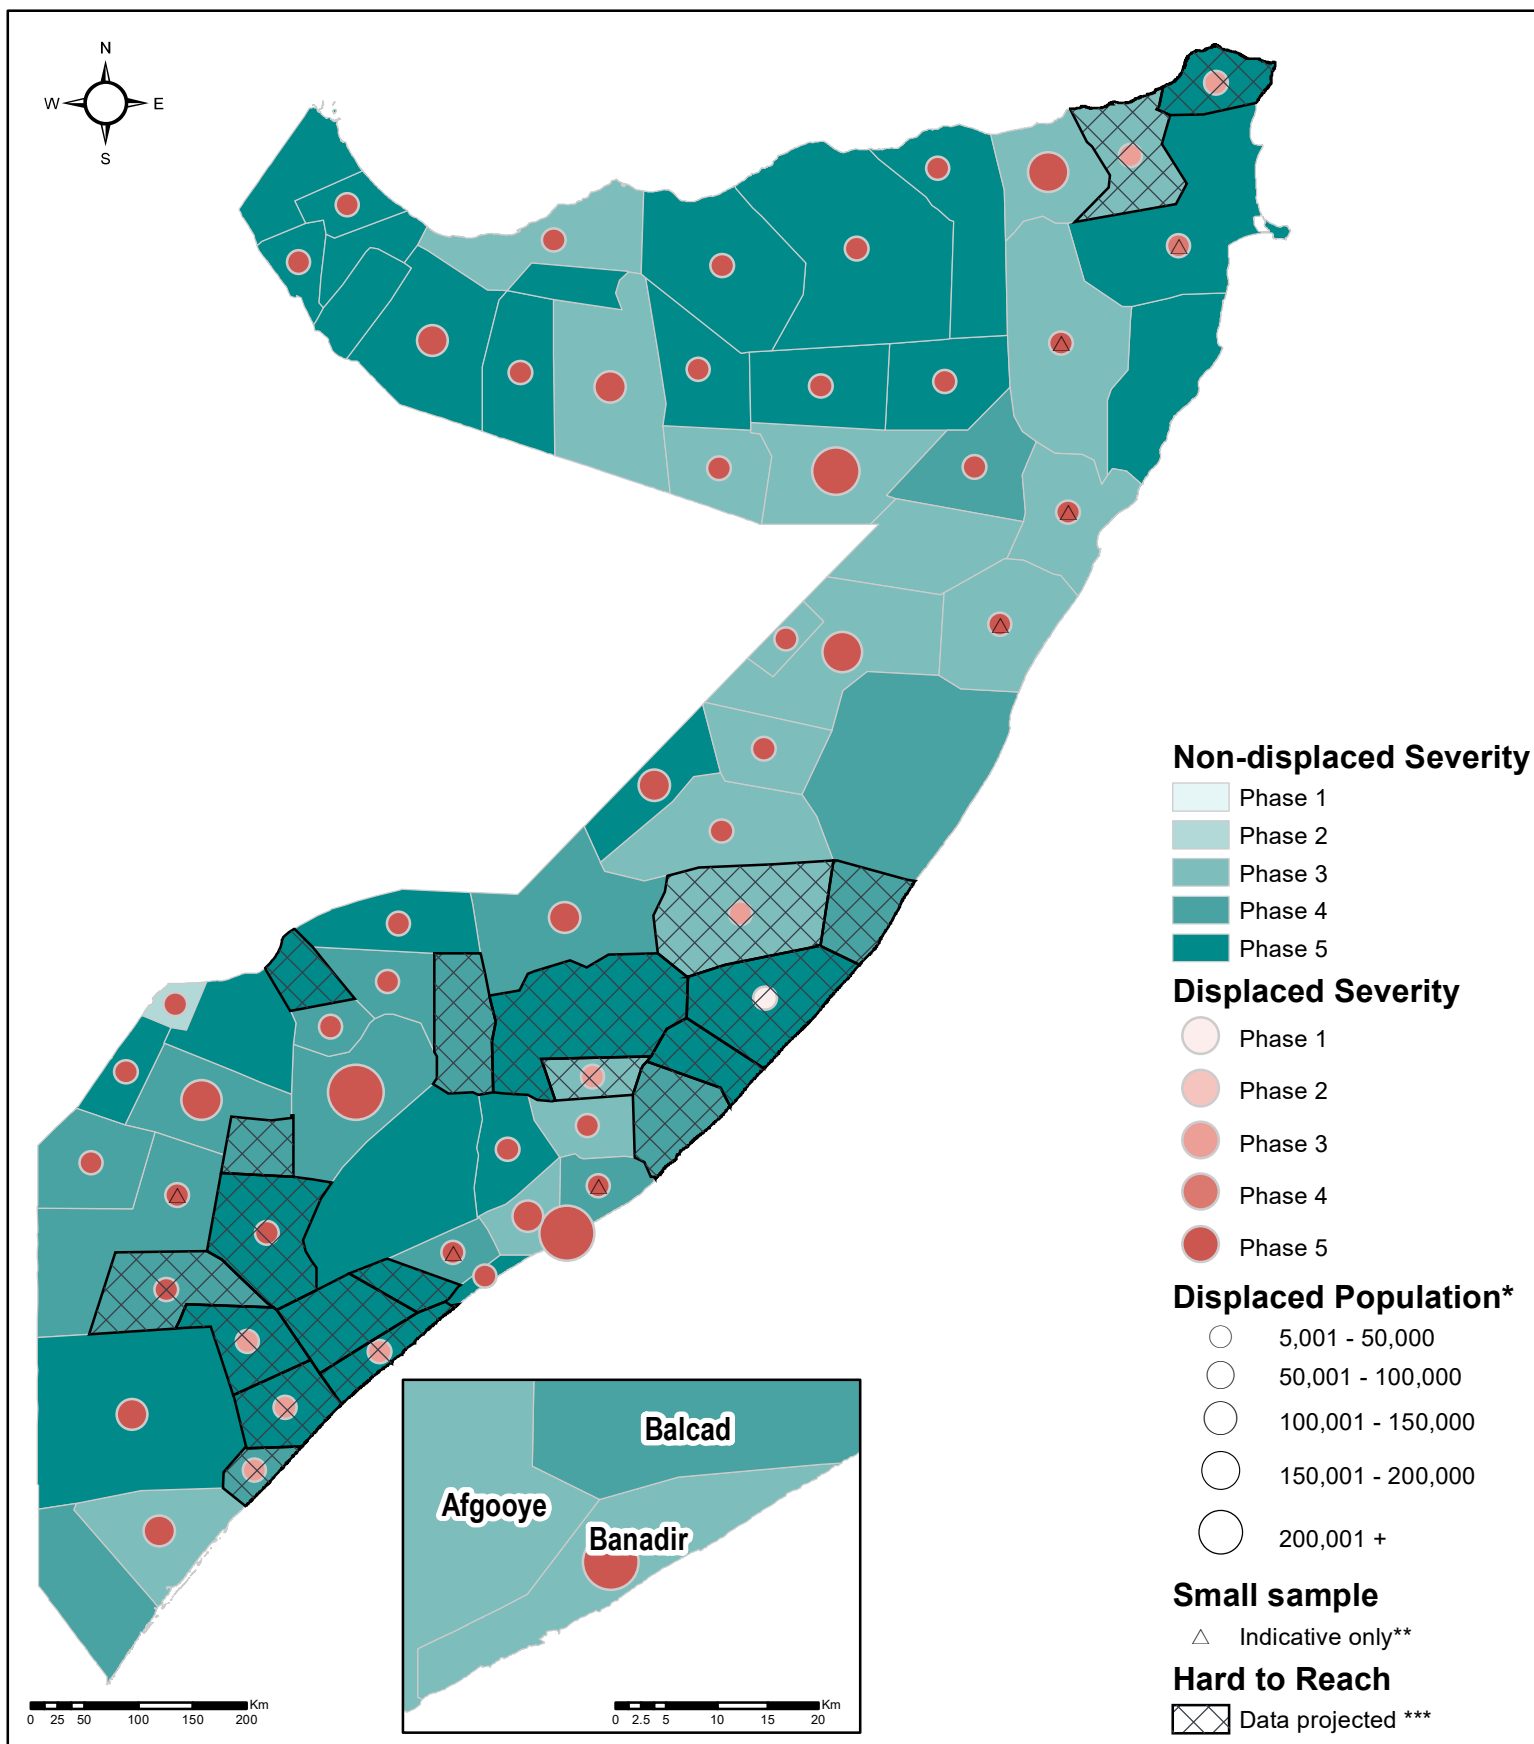 N
W
E
S
Non-displaced Severity
Phase 1
Phase 2
Phase 3
Phase 4
Phase 5
Displaced Severity
Phase 1
Phase 2
Phase 3
Phase 4
Phase 5
Displaced Population*
5,001 - 50,000
50,001 - 100,000
100,001 - 150,000
150,001 - 200,000
200,001 +
Small sample
Indicative only**
Hard to Reach
Data projected ***
Balcad
Afgooye
Banadir
Km
0 25 50 100 150 200
Km
0 2.5 5 10 15 20